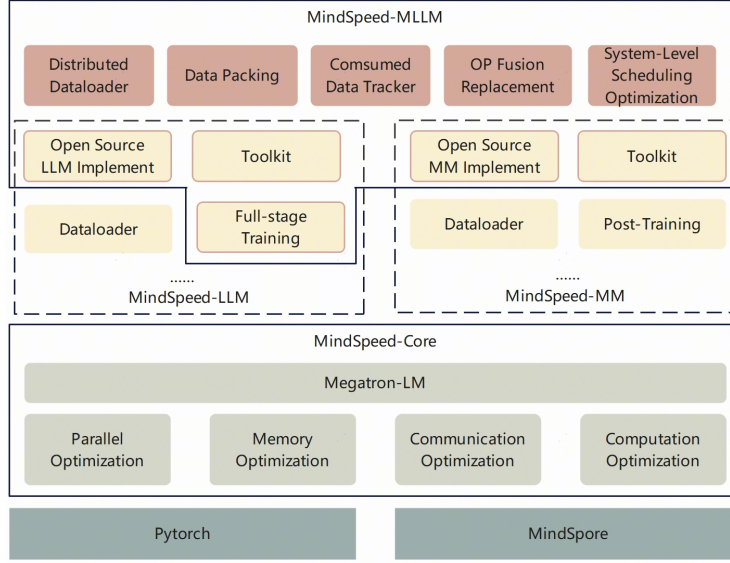 MindSpeed-MLLM
Distributed
Dataloader
Data Packing
Comsumed
Data Tracker
OP Fusion
Replacement
System-Level
Scheduling
Optimization
Open Source
LLM Implement
Toolkit
Open Source
MM Implement
Toolkit
Dataloader
Full-stage
Training
Dataloader
Post-Training
......
MindSpeed-LLM
......
MindSpeed-MM
MindSpeed-Core
Megatron-LM
Parallel
Optimization
Memory
Optimization
Communication
Optimization
Computation
Optimization
Pytorch
MindSpore